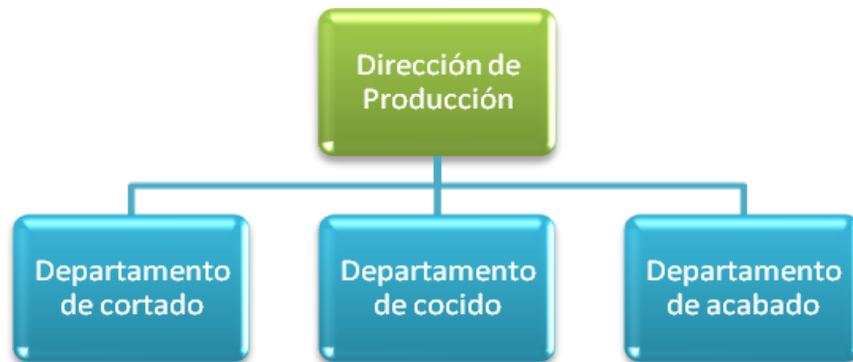 Dirección de
Producción
Departamento
de cortado
Departamento
de cocido
Departamento
de acabado